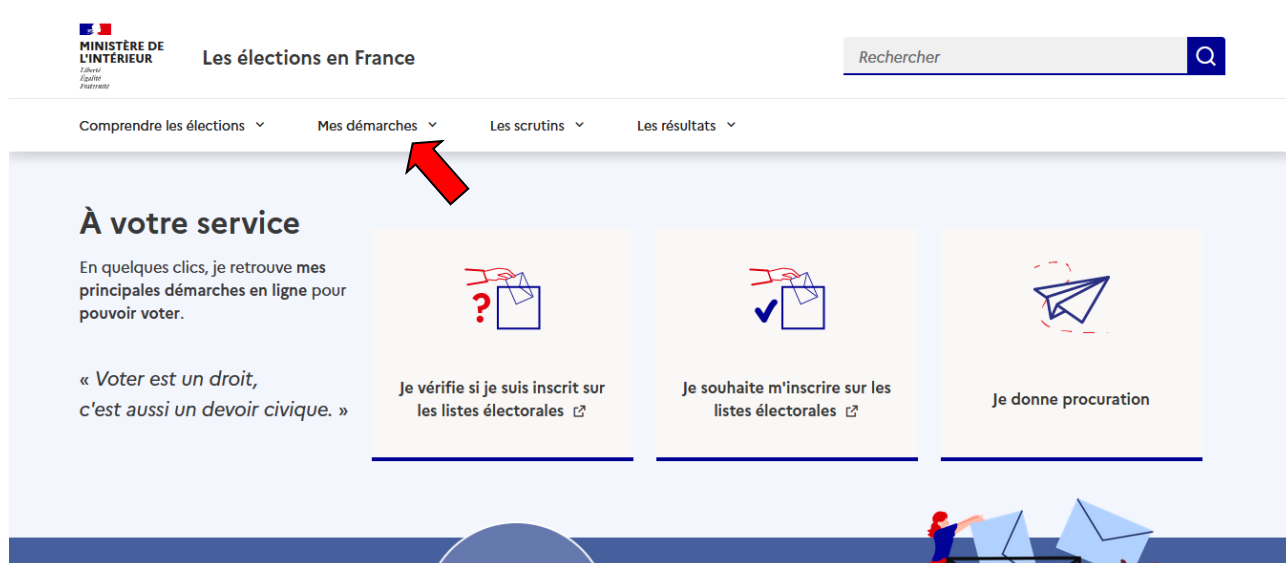 MINISTÈRE DE
L'INTÉRIEUR
Liberté
Égalité
Fraternité
Les élections en France
Rechercher
Comprendre les élections
Mes démarches
Les scrutins
Les résultats
À votre service
En quelques clics, je retrouve mes
principales démarches en ligne pour
pouvoir voter.
« Voter est un droit,
c'est aussi un devoir civique. »
?
Je vérifie si je suis inscrit sur
les listes électorales
Je souhaite m'inscrire sur les
listes électorales
Je donne procuration